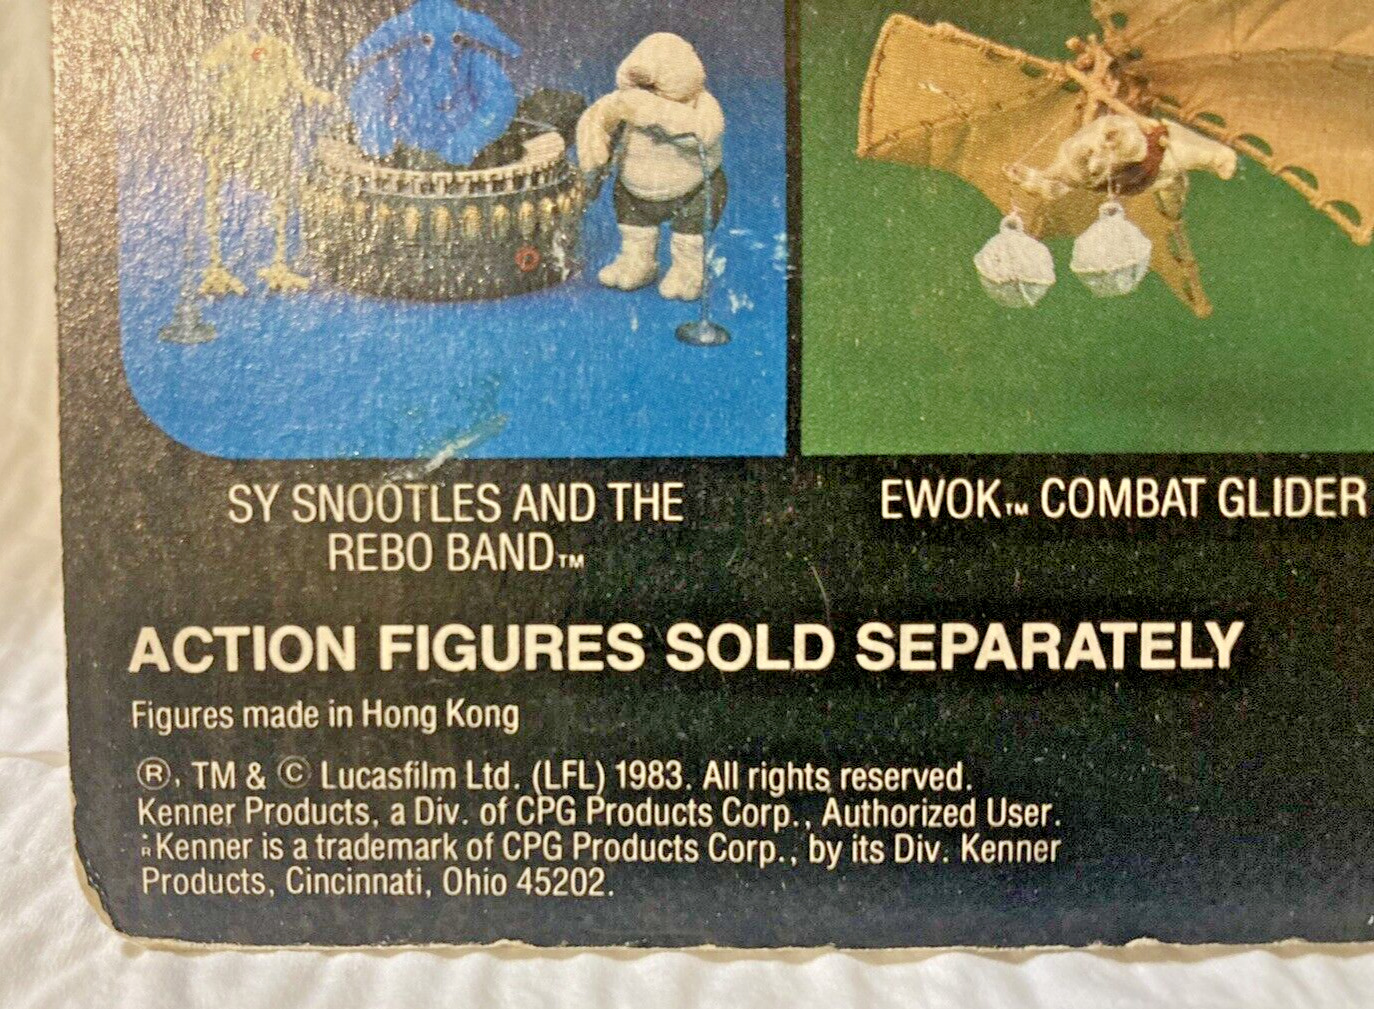 SY SNOOTLES AND THE
REBO BAND™
EWOK™ COMBAT GLIDER
ACTION FIGURES SOLD SEPARATELY
Figures made in Hong Kong
®, TM & © Lucasfilm Ltd. (LFL) 1983. All rights reserved.
Kenner Products, a Div. of CPG Products Corp., Authorized User.
®Kenner is a trademark of CPG Products Corp., by its Div. Kenner
Products, Cincinnati, Ohio 45202.